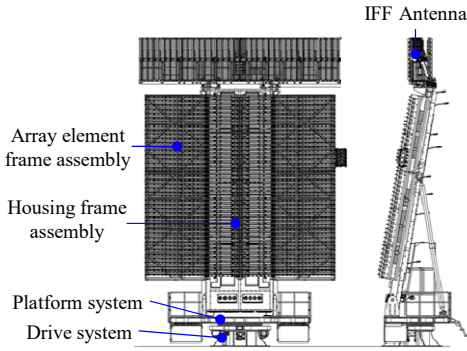 IFF Antenna
Array element
frame assembly
Housing frame
assembly
Platform system
Drive system